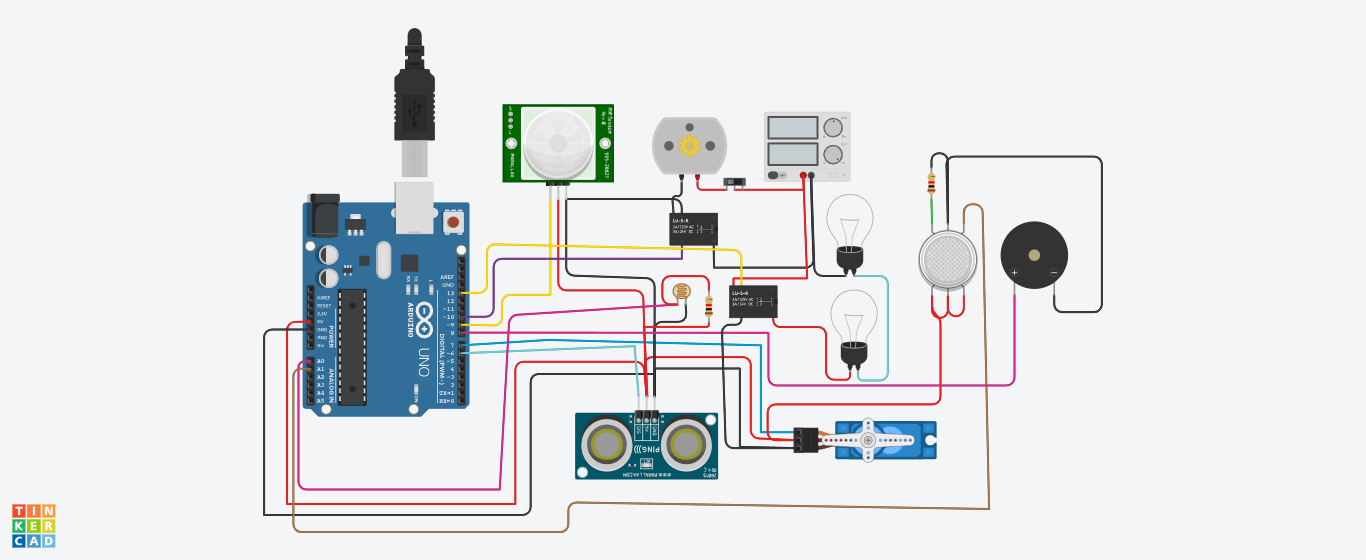 LU-5-R
LU-5-R
AREF
GND
13
12
~11
~10
~9
8
7
~6
~5
4
~3
2
TX→1
RX←0
DIGITAL (PWM~)
IOREF
RESET
3.3V
5V
GND
GND
Vin
POWER
A0
A1
A2
A3
A4
A5
ANALOG IN
ARDUINO
UNO
TX
RX
L
ON
PARALLAX
555-28027
PING)))
SIG
5V
GND
WWW.PARALLAX.COM
+
−
TIN
KER
CAD